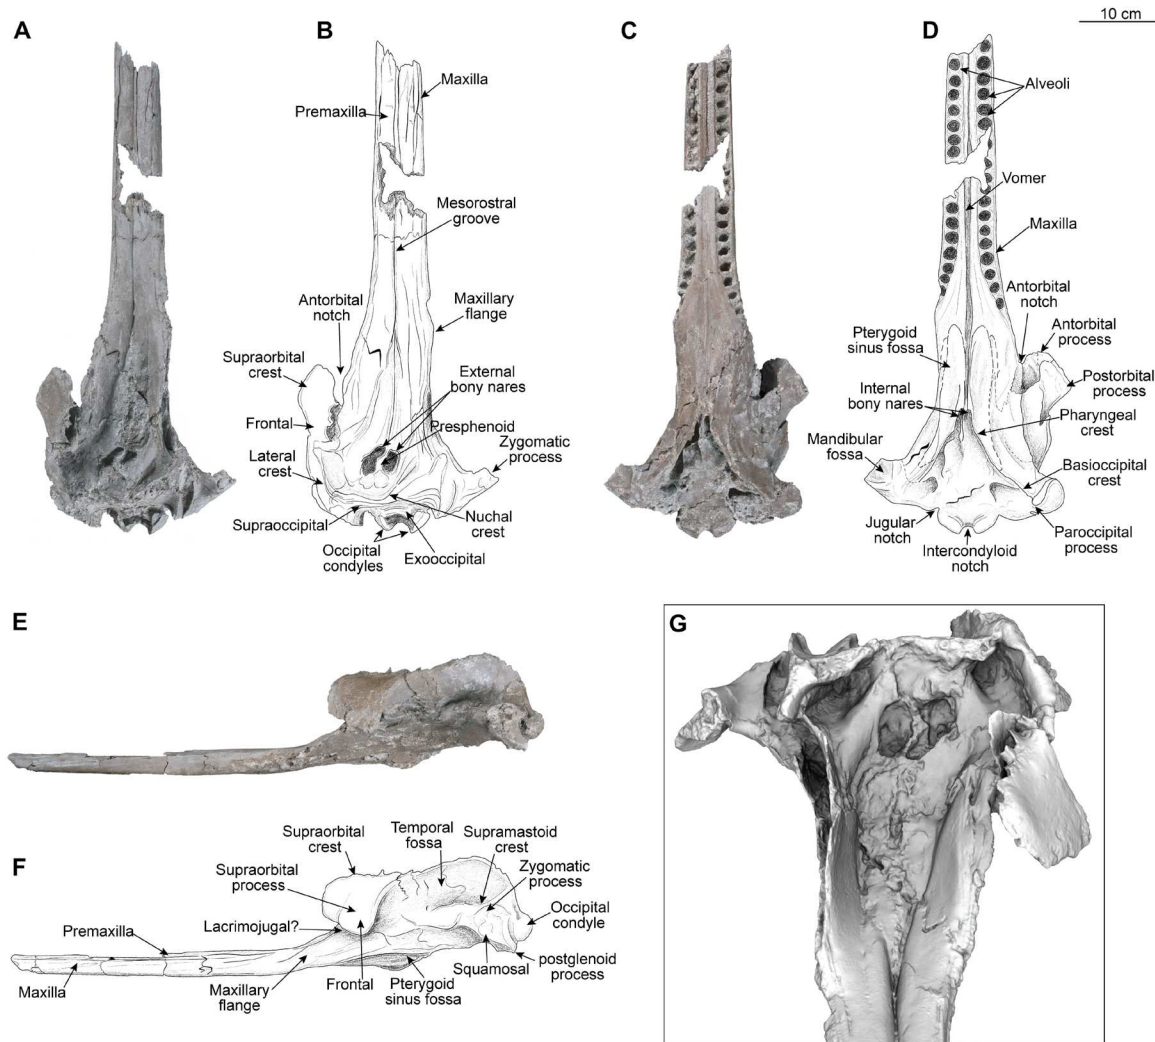 10 cm
A
B
C
D
Maxilla
Premaxilla
Mesorostral
groove
Antorbital
notch
Maxillary
flange
Supraorbital
crest
External
bony nares
Presphenoid
Frontal
Zygomatic
process
Lateral
crest
Supraoccipital
Nuchal
crest
Occipital
condyles
Exooccipital
Alveoli
Vomer
Maxilla
Antorbital
notch
Antorbital
process
Pterygoid
sinus fossa
Postorbital
process
Internal
bony nares
Pharyngeal
crest
Mandibular
fossa
Basioccipital
crest
Jugular
notch
Paroccipital
process
Intercondyloid
notch
E
G
F
Supraorbital
crest
Temporal
fossa
Supramastoid
crest
Supraorbital
process
Zygomatic
process
Lacrimojugal?
Occipital
condyle
Premaxilla
Maxilla
Maxillary
flange
Frontal
Pterygoid
sinus fossa
Squamosal
postglenoid
process